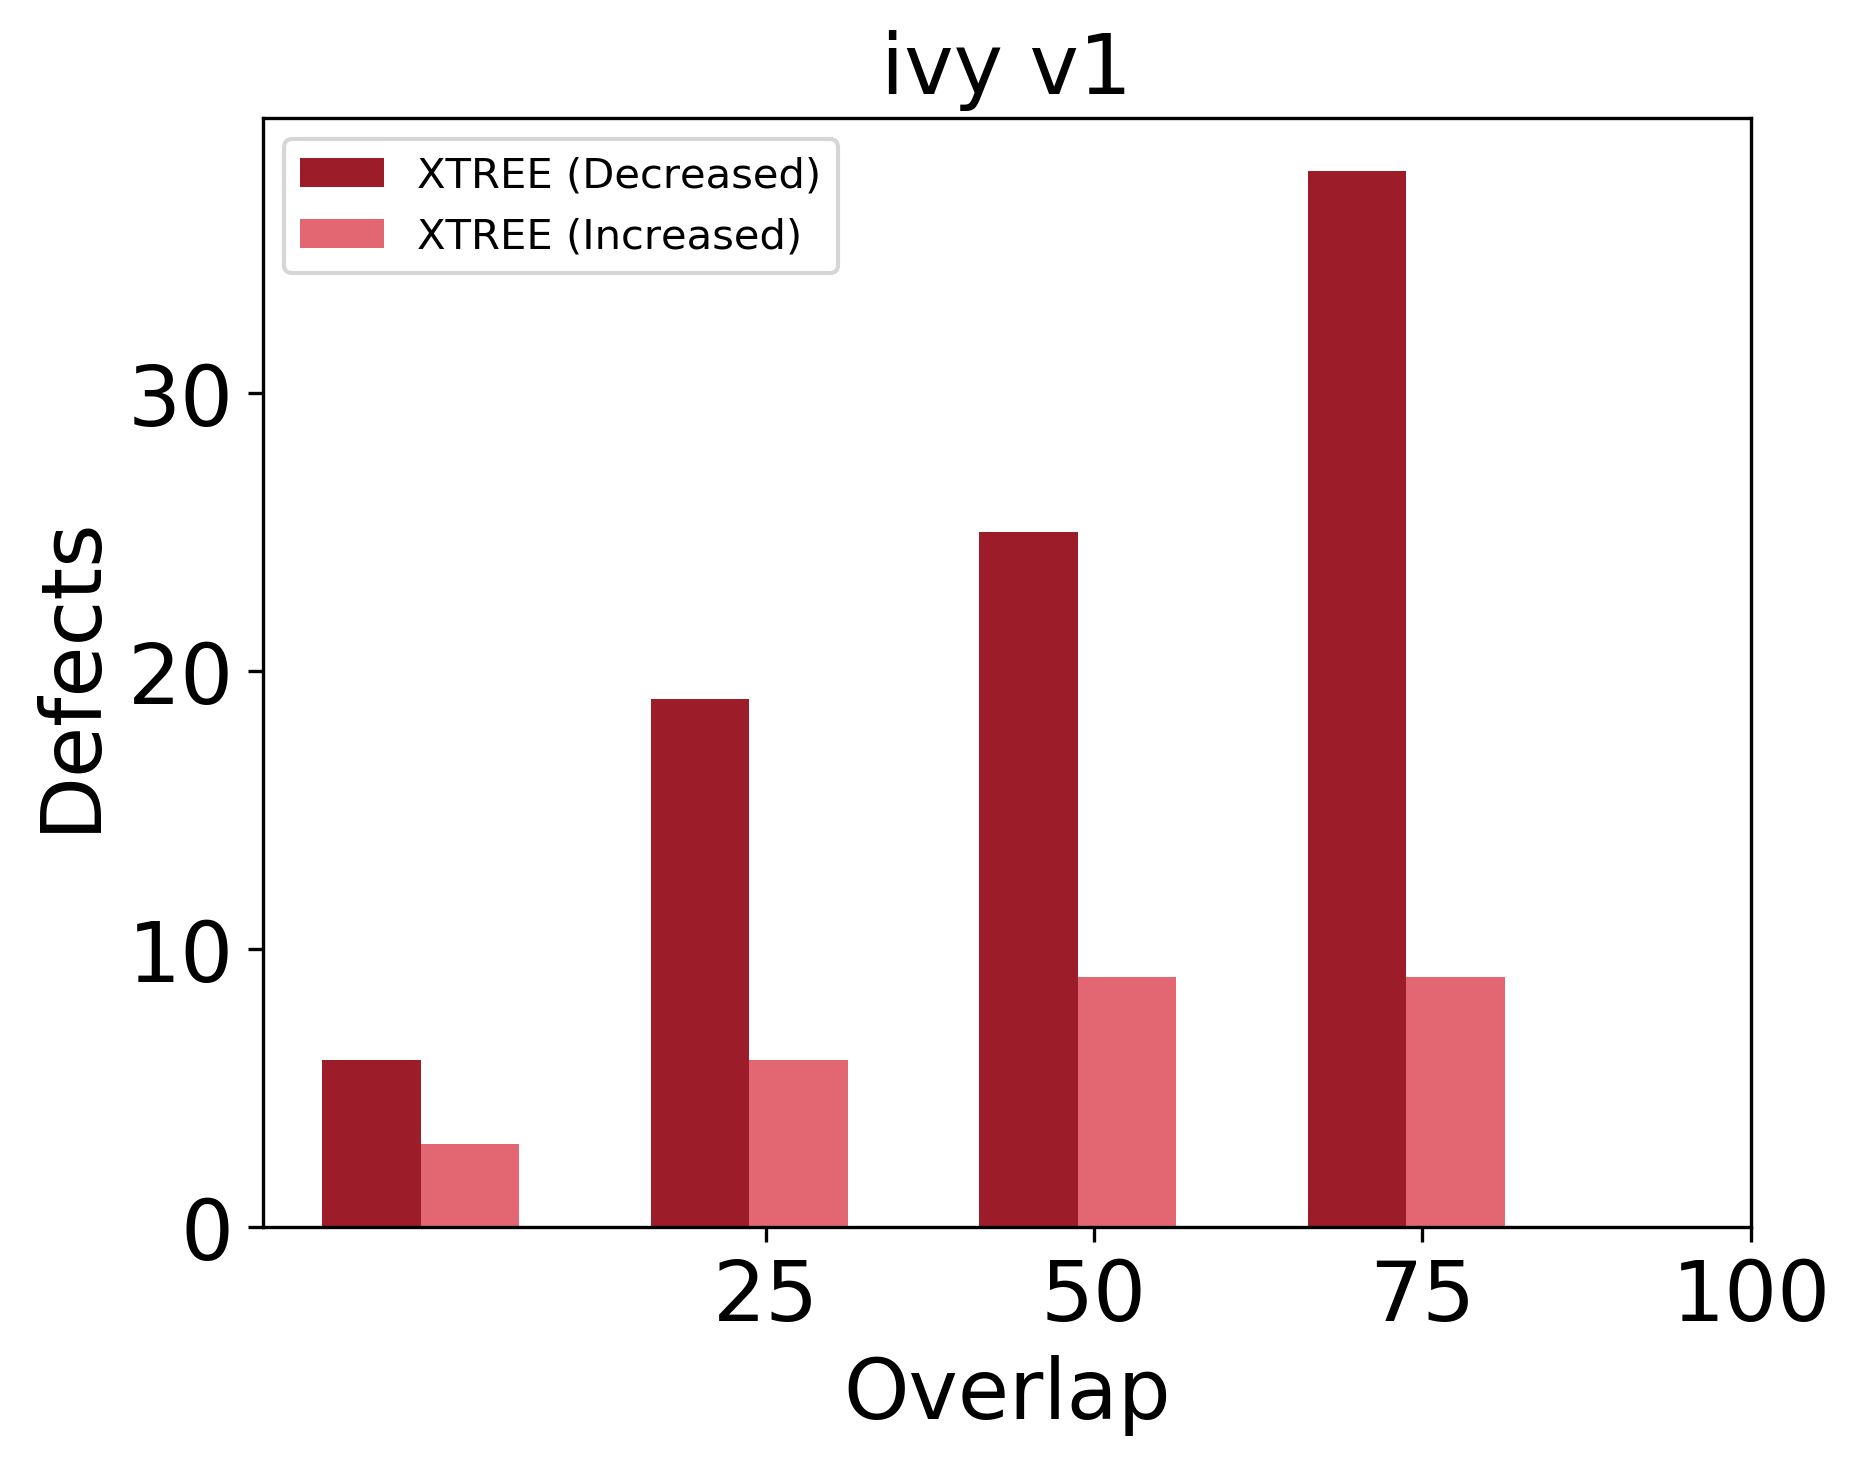 ivy v1
XTREE (Decreased)
XTREE (Increased)
Defects
30
20
10
0
25 50 75 100
Overlap